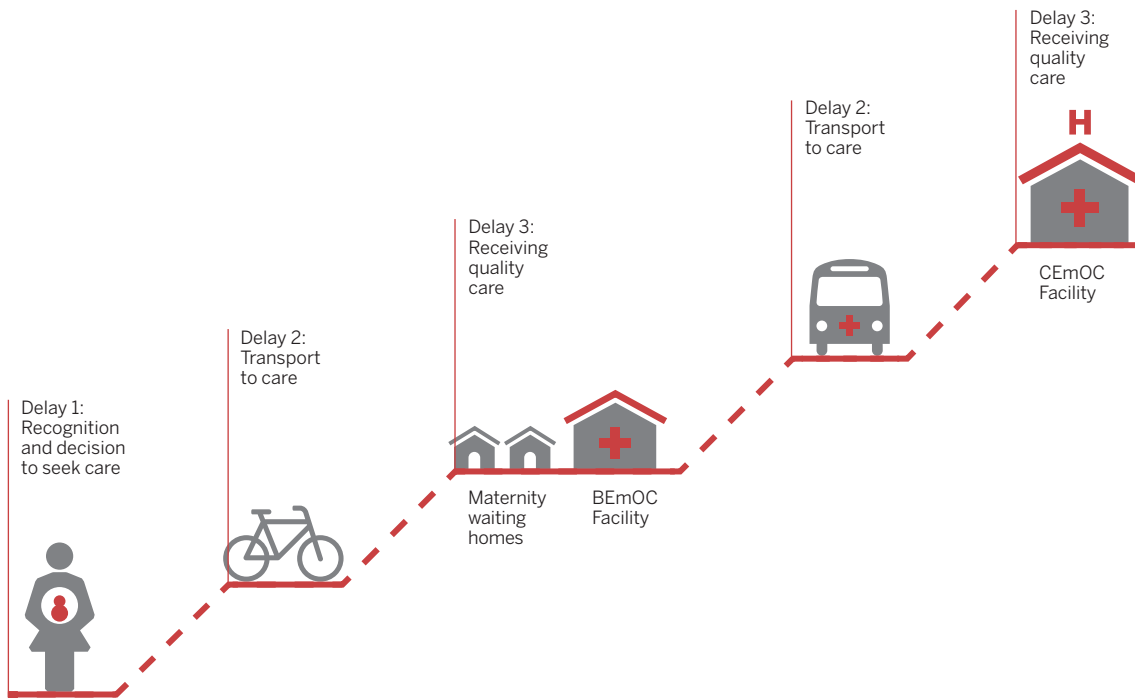 Delay 1:
Recognition
and decision
to seek care
Delay 2:
Transport
to care
Delay 3:
Receiving
quality
care
Maternity
waiting
homes
BEmOC
Facility
Delay 2:
Transport
to care
Delay 3:
Receiving
quality
care
H
CEmOC
Facility